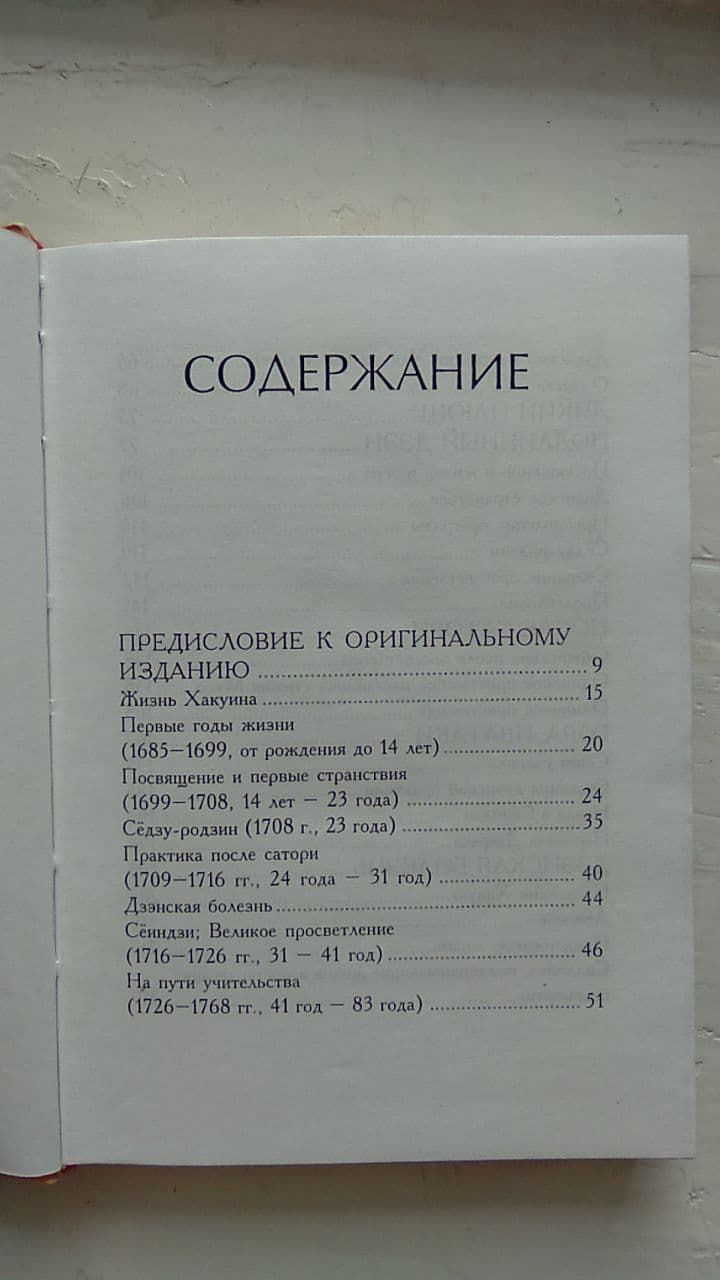 СОДЕРЖАНИЕ
ПРЕДИСЛОВИЕ К ОРИГИНАЛЬНОМУ
ИЗДАНИЮ ........ 9
Жизнь Хакуина ........ 15
Первые годы жизни
(1685—1699, от рождения до 14 лет) ........ 20
Посвящение и первые странствия
(1699—1708, 14 лет — 23 года) ........ 24
Сёдзу-родзин (1708 г., 23 года) ........ 35
Практика после сатори
(1709—1716 гг., 24 года — 31 год) ........ 40
Дзэнская болезнь ........ 44
Сёиндзи; Великое просветление
(1716—1726 гг., 31 — 41 год) ........ 46
На пути учительства
(1726—1768 гг., 41 год — 83 года) ........ 51